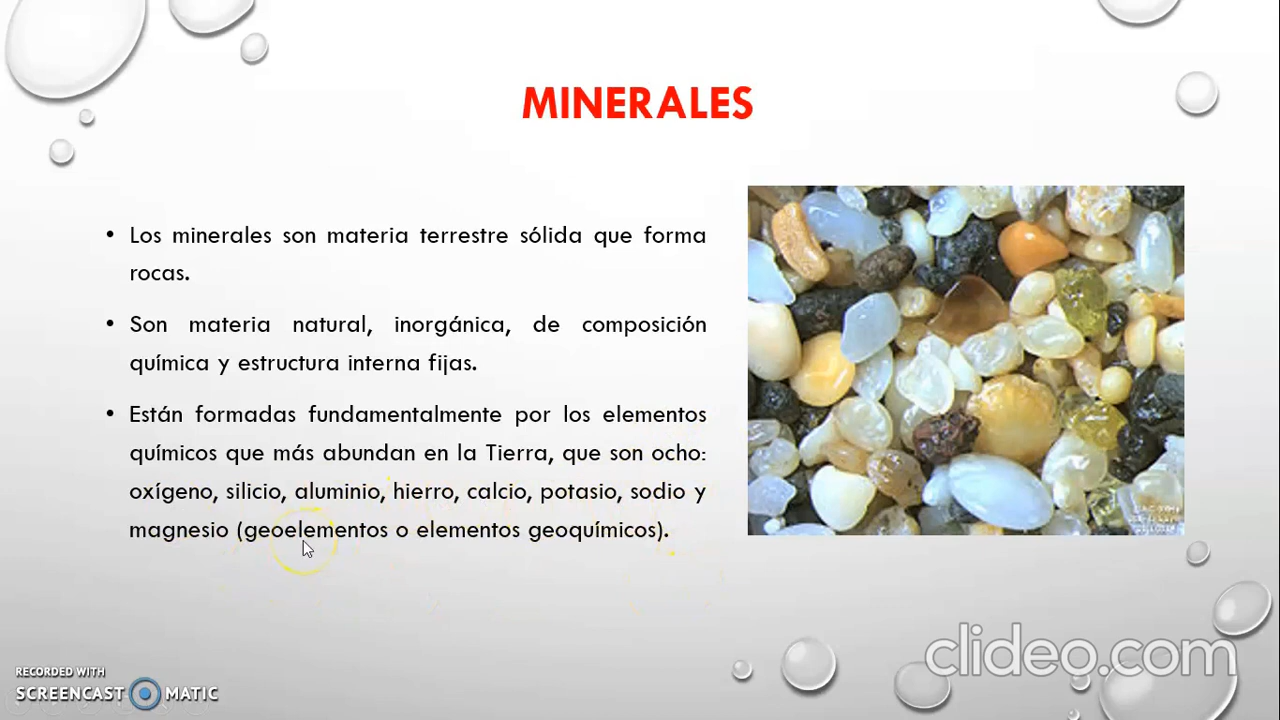 MINERALES
• Los minerales son materia terrestre sólida que forma
rocas.
• Son materia natural, inorgánica, de composición
química y estructura interna fijas.
• Están formadas fundamentalmente por los elementos
químicos que más abundan en la Tierra, que son ocho:
oxígeno, silicio, aluminio, hierro, calcio, potasio, sodio y
magnesio (geoelementos o elementos geoquímicos).
clideo.com
RECORDED WITH
SCREENCAST MATIC